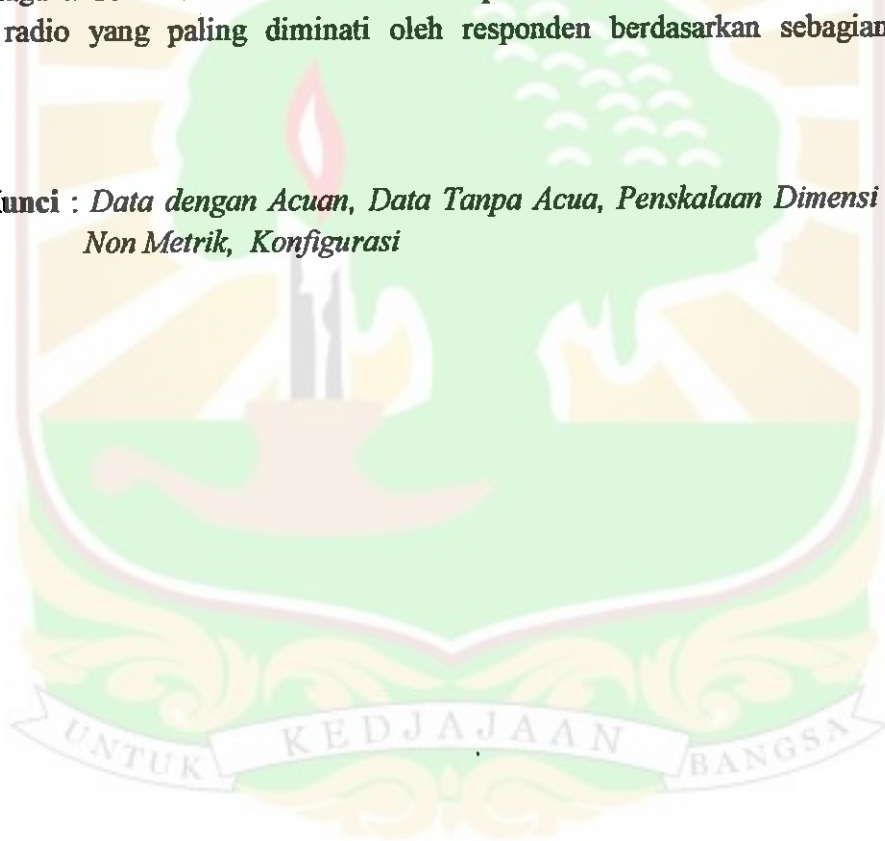 radio yang paling diminati oleh responden berdasarkan sebagian
unci : Data dengan Acuan, Data Tanpa Acua, Penskalaan Dimensi
Non Metrik, Konfigurasi
UNTUK KEDJAJAAN BANGSA